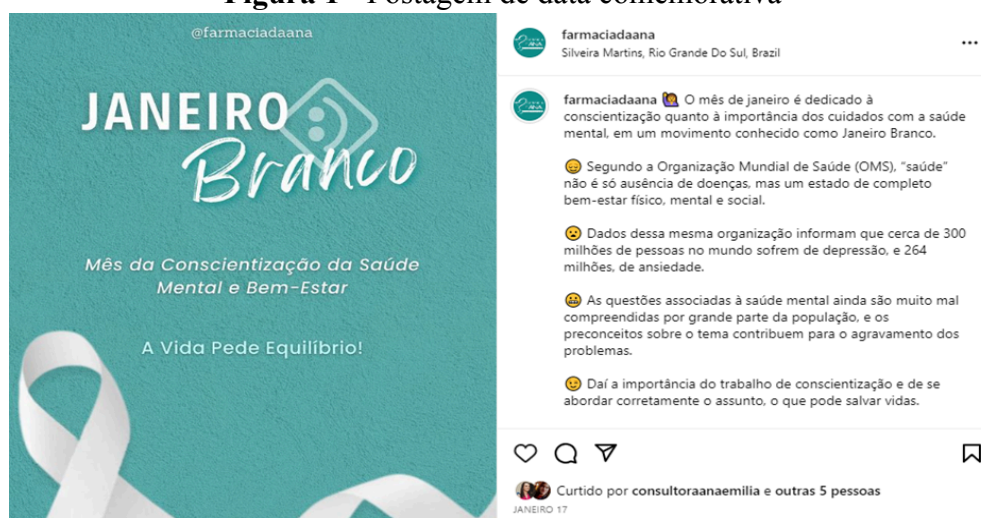 Figura 1 - Postagem de data comemorativa
@farmaciadaana
JANEIRO
Branco
Mês da Conscientização da Saúde
Mental e Bem-Estar
A Vida Pede Equilíbrio!
farmaciadaana
Silveira Martins, Rio Grande Do Sul, Brazil
farmaciadaana 🙋 O mês de janeiro é dedicado à
conscientização quanto à importância dos cuidados com a saúde
mental, em um movimento conhecido como Janeiro Branco.
😔 Segundo a Organização Mundial de Saúde (OMS), “saúde”
não é só ausência de doenças, mas um estado de completo
bem-estar físico, mental e social.
😮 Dados dessa mesma organização informam que cerca de 300
milhões de pessoas no mundo sofrem de depressão, e 264
milhões, de ansiedade.
😬 As questões associadas à saúde mental ainda são muito mal
compreendidas por grande parte da população, e os
preconceitos sobre o tema contribuem para o agravamento dos
problemas.
😉 Daí a importância do trabalho de conscientização e de se
abordar corretamente o assunto, o que pode salvar vidas.
Curtido por consultoraanaemilia e outras 5 pessoas
JANEIRO 17